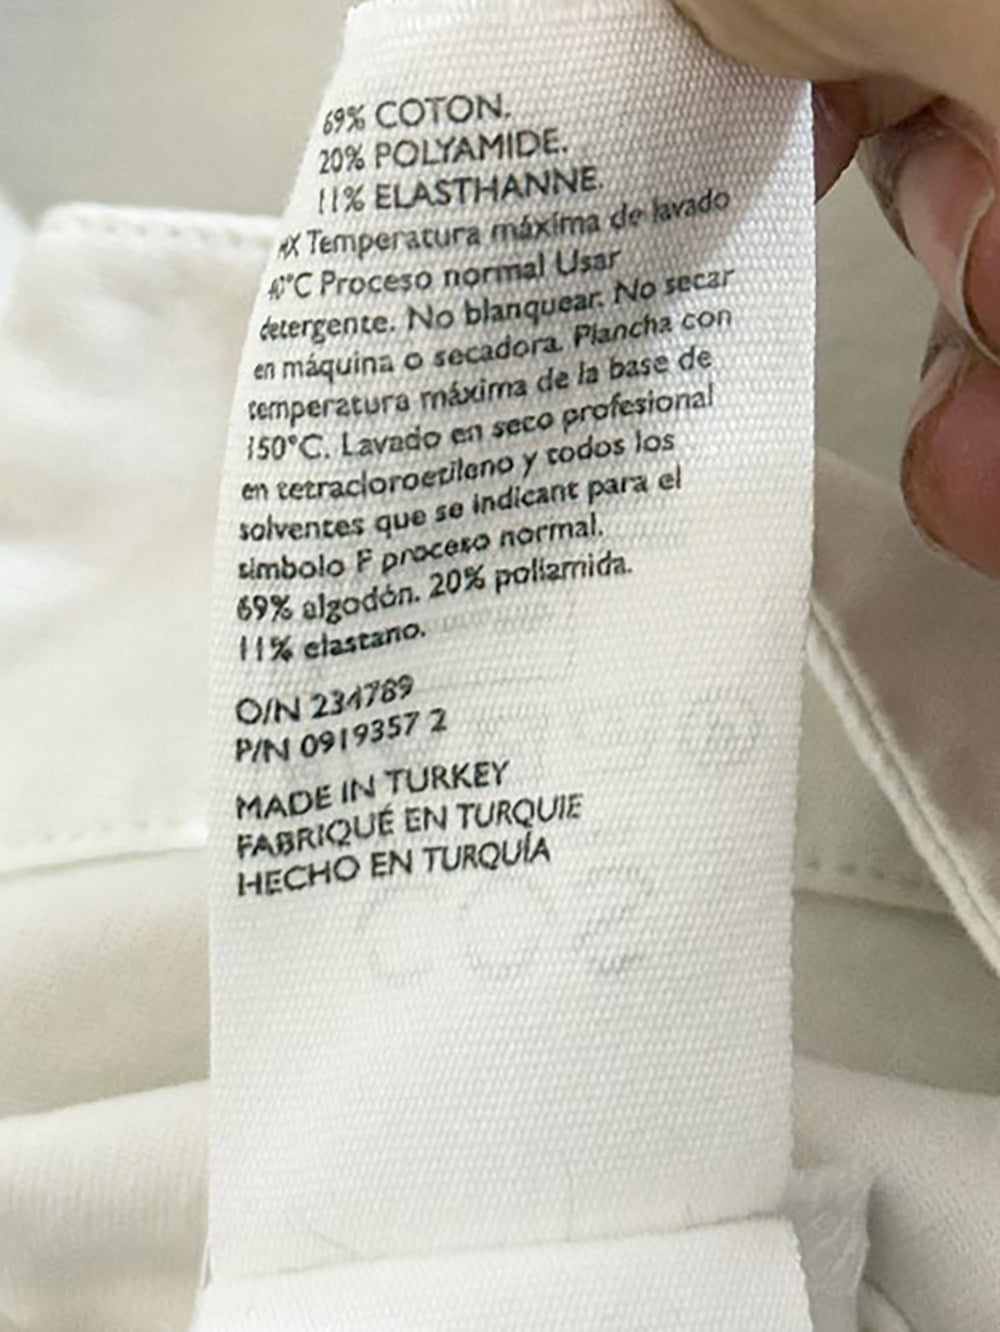 69% COTON.
20% POLYAMIDE.
11% ELASTHANNE.
MX Temperatura máxima de lavado
40°C Proceso normal Usar
detergente. No blanquear. No secar
en máquina o secadora. Plancha con
temperatura máxima de la base de
150°C. Lavado en seco profesional
en tetracloroetileno y todos los
solventes que se indicant para el
simbolo F proceso normal.
69% algodón. 20% poliamida.
11% elastano.
O/N 234789
P/N 0919357 2
MADE IN TURKEY
FABRIQUÉ EN TURQUIE
HECHO EN TURQUÍA